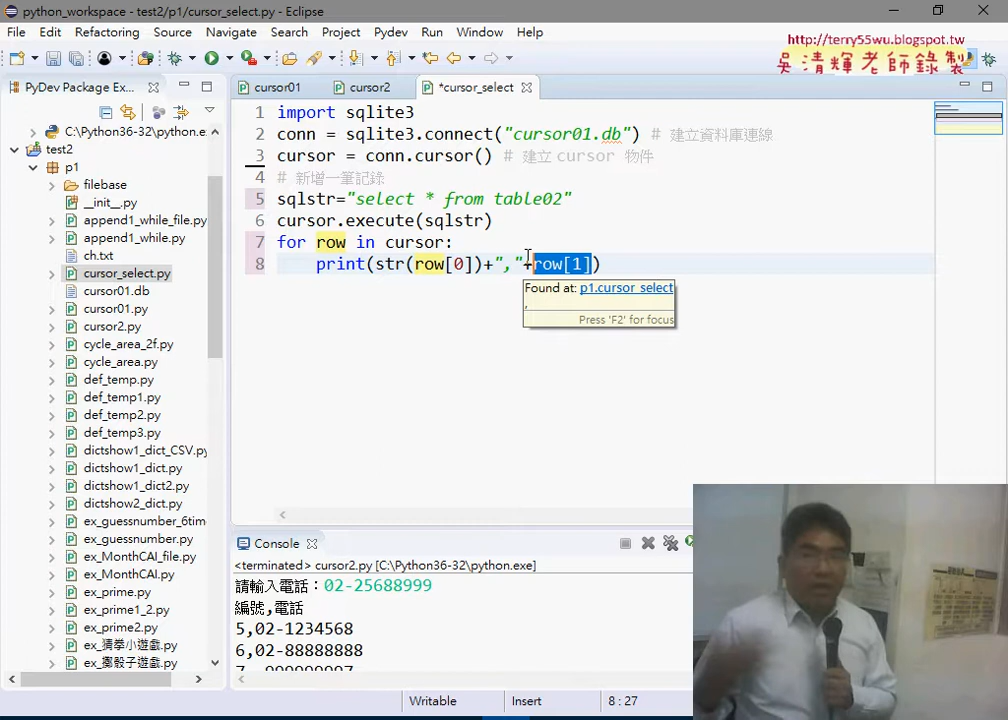 python_workspace - test2/p1/cursor_select.py - Eclipse
File Edit Refactoring Source Navigate Search Project Pydev Run Window Help
http://terry55wu.blogspot.tw
吳清輝老師錄製
PyDev Package Ex...
cursor01
cursor2
*cursor_select
C:\Python36-32\python.e
test2
p1
filebase
__init__.py
append1_while_file.py
append1_while.py
ch.txt
cursor_select.py
cursor01.db
cursor01.py
cursor2.py
cycle_area_2f.py
cycle_area.py
def_temp.py
def_temp1.py
def_temp2.py
def_temp3.py
dictshow1_dict_CSV.py
dictshow1_dict.py
dictshow1_dict2.py
dictshow2_dict.py
ex_guessnumber_6tim
ex_guessnumber.py
ex_MonthCAI_file.py
ex_MonthCAI.py
ex_prime.py
ex_prime1_2.py
ex_prime2.py
ex_猜拳小遊戲.py
ex_擲骰子遊戲.py
1 import sqlite3
2 conn = sqlite3.connect("cursor01.db") # 建立資料庫連線
3 cursor = conn.cursor() # 建立 cursor 物件
4 # 新增一筆記錄
5 sqlstr="select * from table02"
6 cursor.execute(sqlstr)
7 for row in cursor:
8 print(str(row[0])+","+row[1])
Found at: p1.cursor_select
,
Press 'F2' for focus
Console
<terminated> cursor2.py [C:\Python36-32\python.exe]
請輸入電話：02-25688999
編號,電話
5,02-1234568
6,02-88888888
Writable Insert 8 : 27